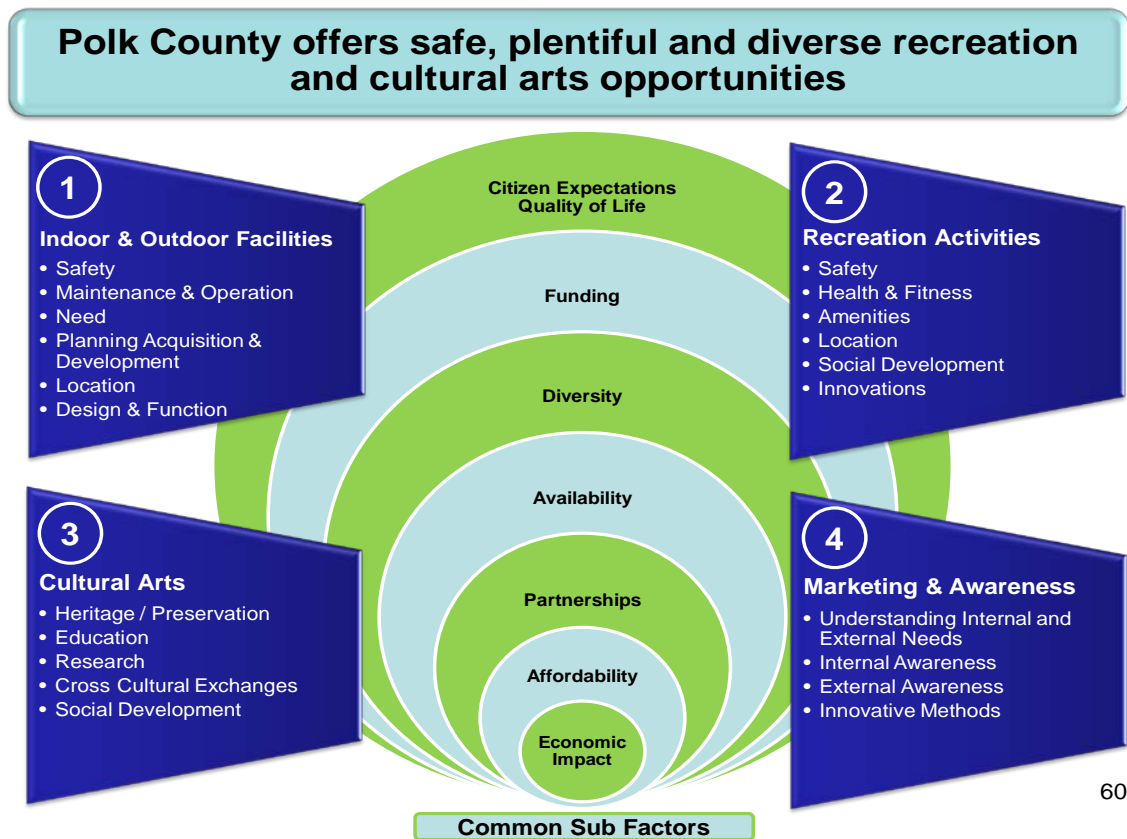 Polk County offers safe, plentiful and diverse recreation
and cultural arts opportunities
1
Indoor & Outdoor Facilities
• Safety
• Maintenance & Operation
• Need
• Planning Acquisition &
Development
• Location
• Design & Function
Citizen Expectations
Quality of Life
Funding
Diversity
Availability
Partnerships
Affordability
Economic
Impact
2
Recreation Activities
• Safety
• Health & Fitness
• Amenities
• Location
• Social Development
• Innovations
3
Cultural Arts
• Heritage / Preservation
• Education
• Research
• Cross Cultural Exchanges
• Social Development
4
Marketing & Awareness
• Understanding Internal and
External Needs
• Internal Awareness
• External Awareness
• Innovative Methods
Common Sub Factors
60